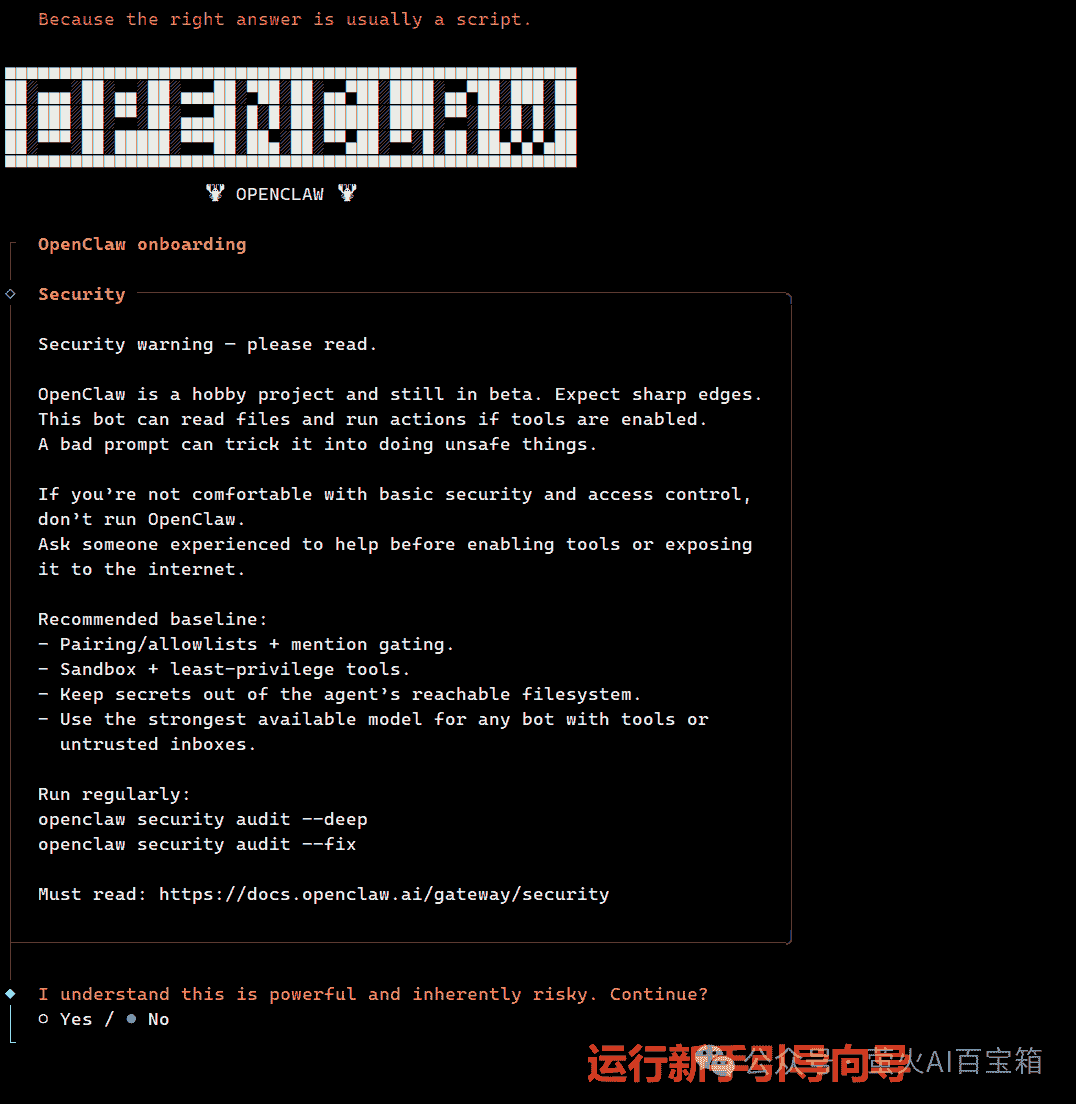 Because the right answer is usually a script.
OPENCLAW
OPENCLAW
OpenClaw onboarding
Security
Security warning — please read.
OpenClaw is a hobby project and still in beta. Expect sharp edges.
This bot can read files and run actions if tools are enabled.
A bad prompt can trick it into doing unsafe things.
If you’re not comfortable with basic security and access control,
don’t run OpenClaw.
Ask someone experienced to help before enabling tools or exposing
it to the internet.
Recommended baseline:
- Pairing/allowlists + mention gating.
- Sandbox + least-privilege tools.
- Keep secrets out of the agent’s reachable filesystem.
- Use the strongest available model for any bot with tools or
untrusted inboxes.
Run regularly:
openclaw security audit --deep
openclaw security audit --fix
Must read: https://docs.openclaw.ai/gateway/security
I understand this is powerful and inherently risky. Continue?
○ Yes / ● No
运行新手引导向导
公众号 · 萤火AI百宝箱